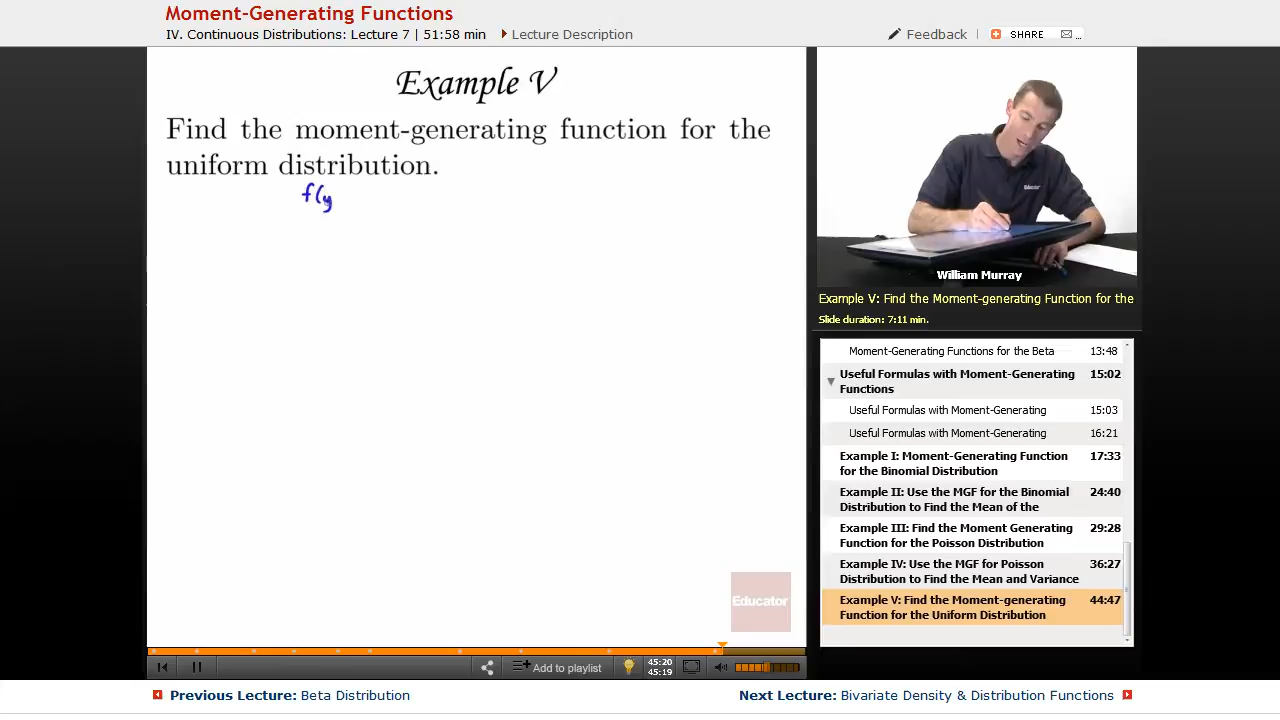 Moment-Generating Functions
IV. Continuous Distributions: Lecture 7 | 51:58 min
Lecture Description
Feedback
SHARE
Example V
Find the moment-generating function for the
uniform distribution.
f(y
Educator
William Murray
Example V: Find the Moment-generating Function for the
Slide duration: 7:11 min.
Moment-Generating Functions for the Beta 13:48
Useful Formulas with Moment-Generating 15:02
Functions
Useful Formulas with Moment-Generating 15:03
Useful Formulas with Moment-Generating 16:21
Example I: Moment-Generating Function 17:33
for the Binomial Distribution
Example II: Use the MGF for the Binomial 24:40
Distribution to Find the Mean of the
Example III: Find the Moment Generating 29:28
Function for the Poisson Distribution
Example IV: Use the MGF for Poisson 36:27
Distribution to Find the Mean and Variance
Example V: Find the Moment-generating 44:47
Function for the Uniform Distribution
Educator
Add to playlist
45:20
45:19
Previous Lecture: Beta Distribution
Next Lecture: Bivariate Density & Distribution Functions